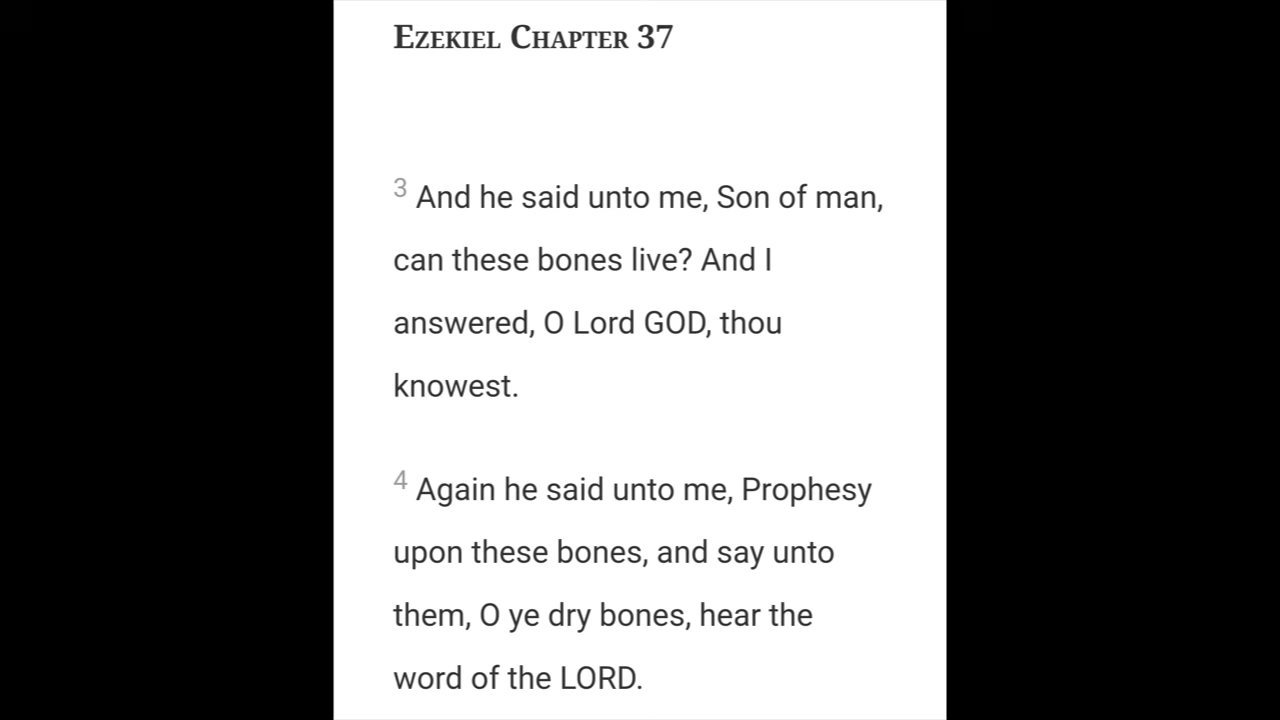 Ezekiel Chapter 37
3 And he said unto me, Son of man,
can these bones live? And I
answered, O Lord GOD, thou
knowest.
4 Again he said unto me, Prophesy
upon these bones, and say unto
them, O ye dry bones, hear the
word of the LORD.